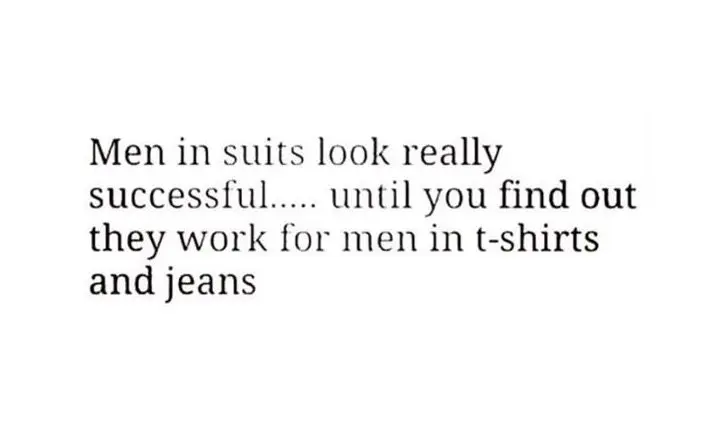 Men in suits look really
successful..... until you find out
they work for men in t-shirts
and jeans